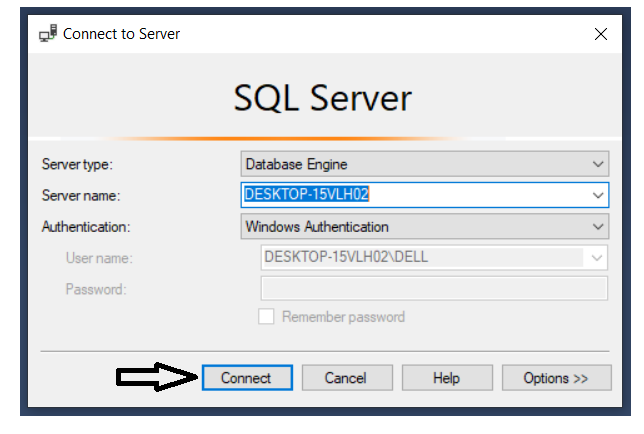 Connect to Server
SQL Server
Server type: Database Engine
Server name: DESKTOP-15VLH02
Authentication: Windows Authentication
User name: DESKTOP-15VLH02\DELL
Password:
Remember password
Connect Cancel Help Options >>